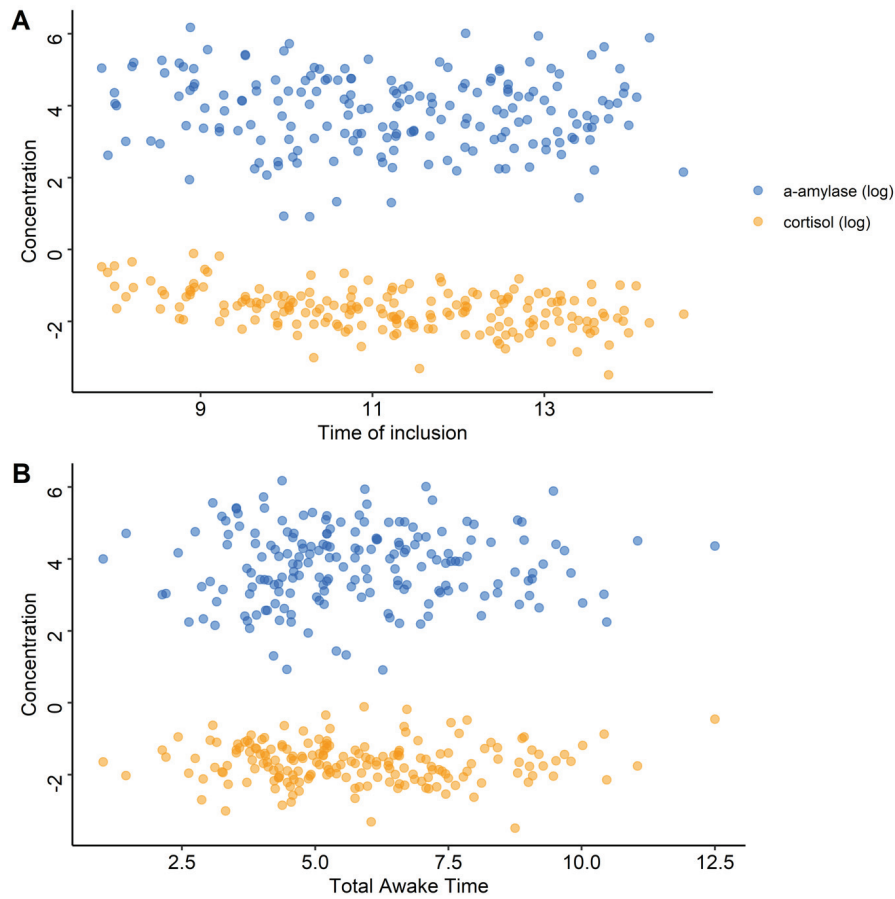 A
Concentration
6
4
2
0
-2
9
11
13
Time of inclusion
a-amylase (log)
cortisol (log)
B
Concentration
6
4
2
0
-2
2.5
5.0
7.5
10.0
12.5
Total Awake Time